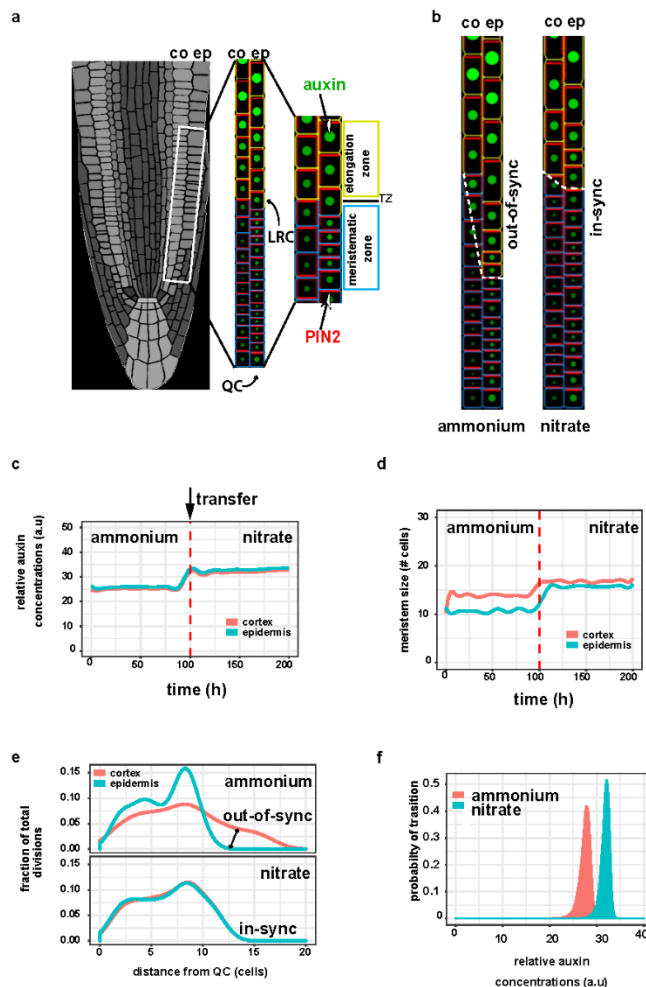 a
co ep
co ep
auxin
elongation
zone
TZ
LRC
meristematic
zone
PIN2
QC
b
co ep
co ep
out-of-sync
in-sync
ammonium
nitrate
c
transfer
ammonium
nitrate
relative auxin
concentrations (a.u)
50
40
30
20
10
0
cortex
epidermis
0
50
100
150
200
time (h)
d
ammonium
nitrate
meristem size (# cells)
30
20
10
0
cortex
epidermis
0
50
100
150
200
time (h)
e
cortex
epidermis
ammonium
out-of-sync
0.15
0.10
0.05
0.00
nitrate
in-sync
0.15
0.10
0.05
0.00
fraction of total
divisions
0
5
10
15
20
distance from QC (cells)
f
ammonium
nitrate
probabilty of trasition
0.5
0.4
0.3
0.2
0.1
0
0
10
20
30
40
relative auxin
concentrations (a.u)